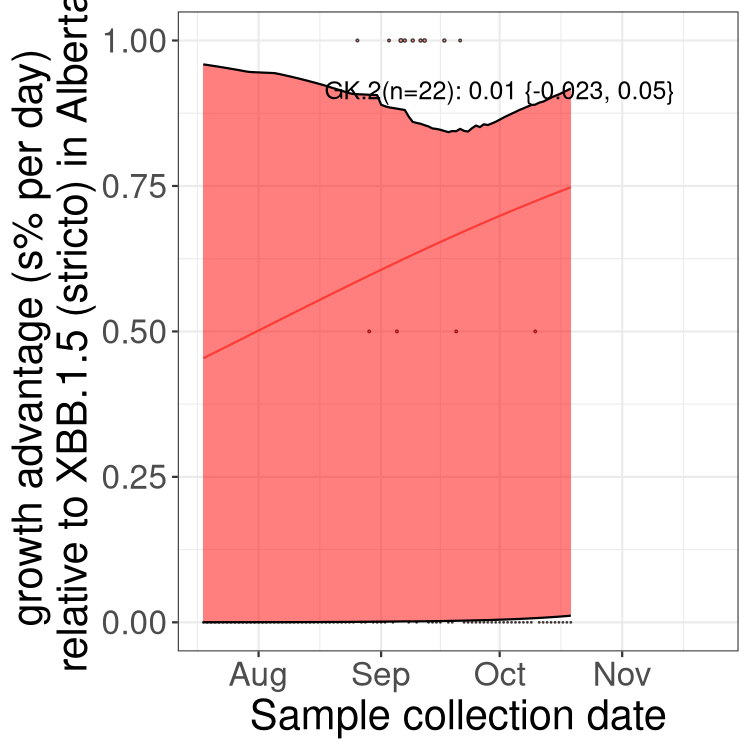 growth advantage (s% per day)
relative to XBB.1.5 (stricto) in Alberta
1.00
GK.2(n=22): 0.01 {-0.023, 0.05}
0.75
0.50
0.25
0.00
Aug Sep Oct Nov
Sample collection date